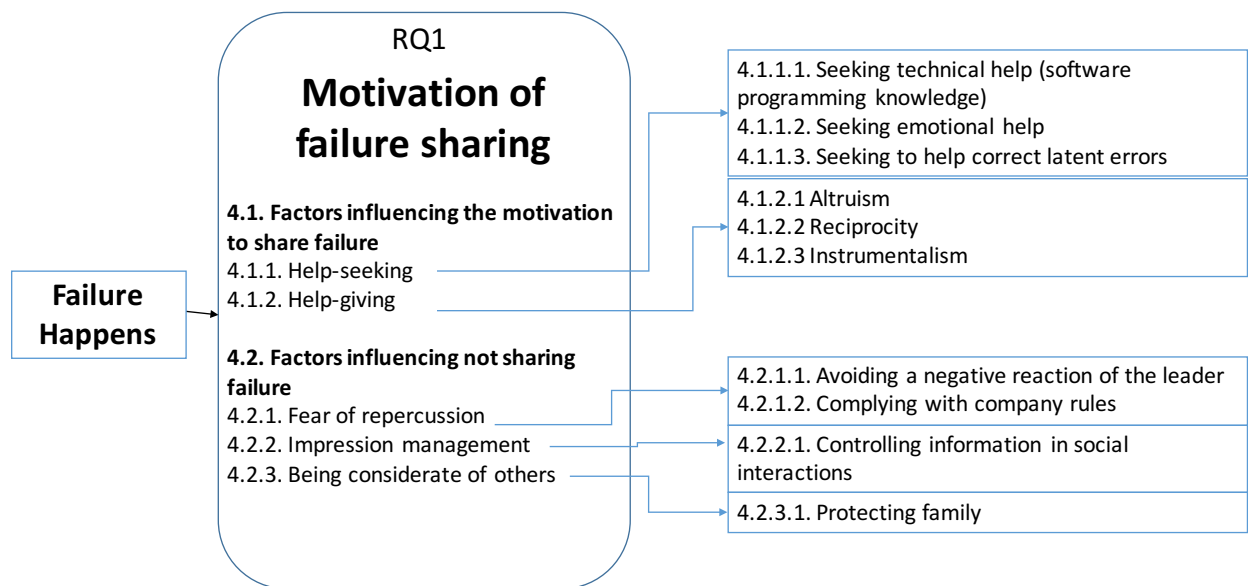 RQ1
Motivation of
failure sharing
4.1. Factors influencing the motivation
to share failure
4.1.1. Help-seeking
4.1.2. Help-giving
Failure
Happens
4.2. Factors influencing not sharing
failure
4.2.1. Fear of repercussion
4.2.2. Impression management
4.2.3. Being considerate of others
4.1.1.1. Seeking technical help (software
programming knowledge)
4.1.1.2. Seeking emotional help
4.1.1.3. Seeking to help correct latent errors
4.1.2.1 Altruism
4.1.2.2 Reciprocity
4.1.2.3 Instrumentalism
4.2.1.1. Avoiding a negative reaction of the leader
4.2.1.2. Complying with company rules
4.2.2.1. Controlling information in social
interactions
4.2.3.1. Protecting family